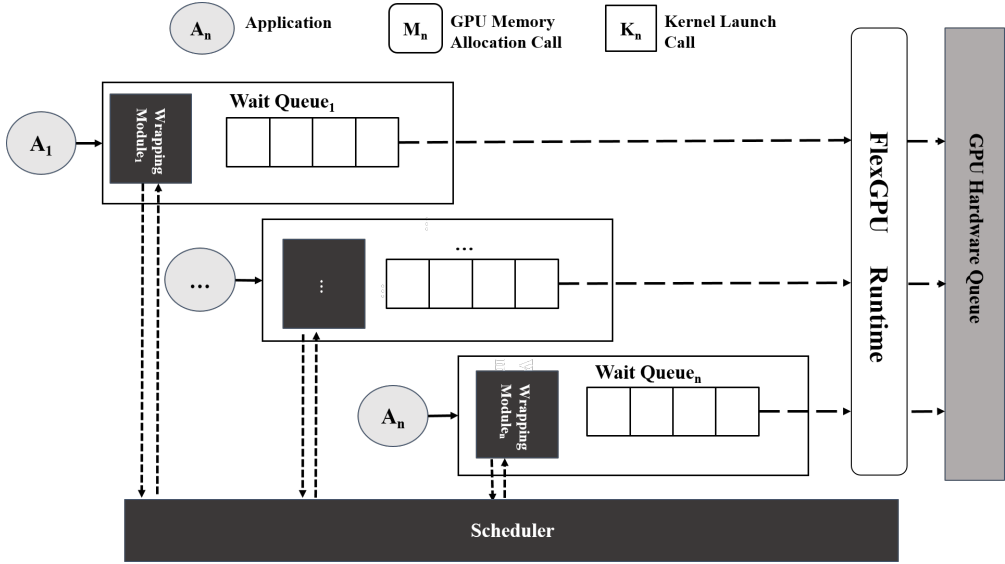 Aₙ Application
Mₙ GPU Memory
Allocation Call
Kₙ Kernel Launch
Call
A₁
Wrapping
Module₁
Wait Queue₁
...
...
...
Aₙ
Wrapping
Moduleₙ
Wait Queueₙ
FlexGPU Runtime
GPU Hardware Queue
Scheduler